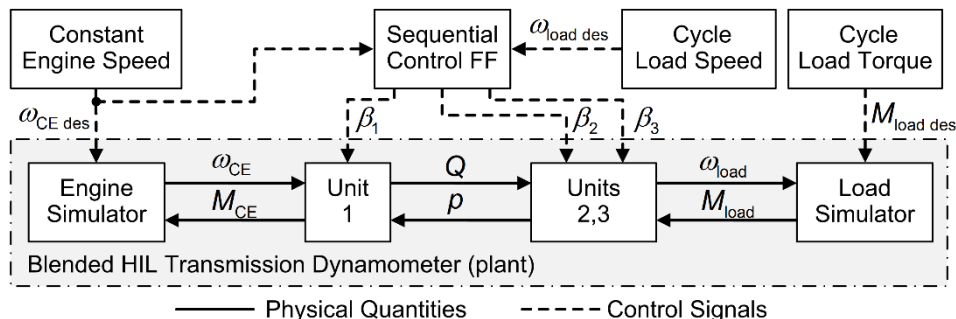 Constant
Engine Speed
Sequential
Control FF
ω_load des
Cycle
Load Speed
Cycle
Load Torque
ω_CE des
β_1
β_2
β_3
M_load des
Engine
Simulator
ω_CE
M_CE
Unit
1
Q
p
Units
2,3
ω_load
M_load
Load
Simulator
Blended HIL Transmission Dynamometer (plant)
Physical Quantities
Control Signals